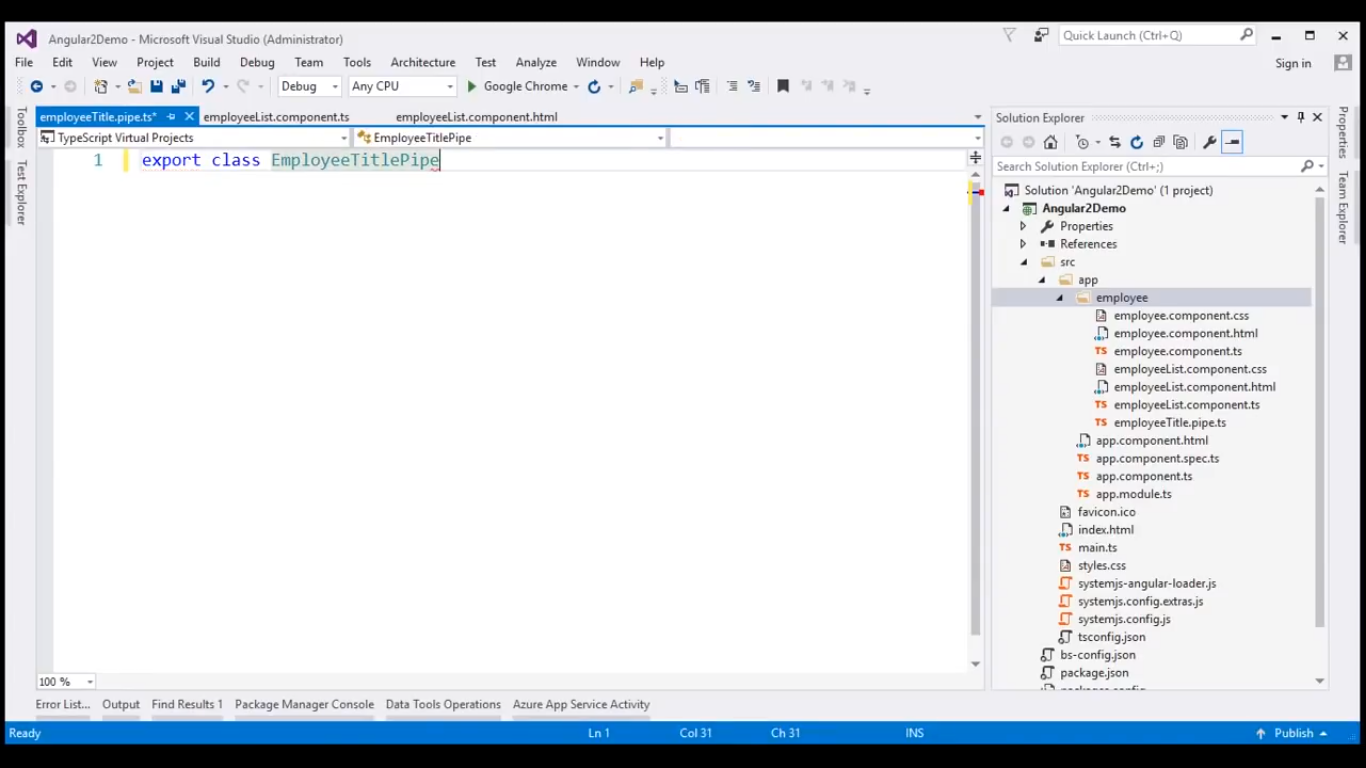 Angular2Demo - Microsoft Visual Studio (Administrator)
Quick Launch (Ctrl+Q)
File Edit View Project Build Debug Team Tools Architecture Test Analyze Window Help
Sign in
Debug Any CPU Google Chrome
employeeTitle.pipe.ts* employeeList.component.ts employeeList.component.html
TypeScript Virtual Projects EmployeeTitlePipe
1 export class EmployeeTitlePipe
Toolbox
Test Explorer
100 %
Solution Explorer
Search Solution Explorer (Ctrl+;)
Solution 'Angular2Demo' (1 project)
Angular2Demo
Properties
References
src
app
employee
employee.component.css
employee.component.html
employee.component.ts
employeeList.component.css
employeeList.component.html
employeeList.component.ts
employeeTitle.pipe.ts
app.component.html
app.component.spec.ts
app.component.ts
app.module.ts
favicon.ico
index.html
main.ts
styles.css
systemjs-angular-loader.js
systemjs.config.extras.js
systemjs.config.js
tsconfig.json
bs-config.json
package.json
Properties
Team Explorer
Error List... Output Find Results 1 Package Manager Console Data Tools Operations Azure App Service Activity
Ready Ln 1 Col 31 Ch 31 INS Publish